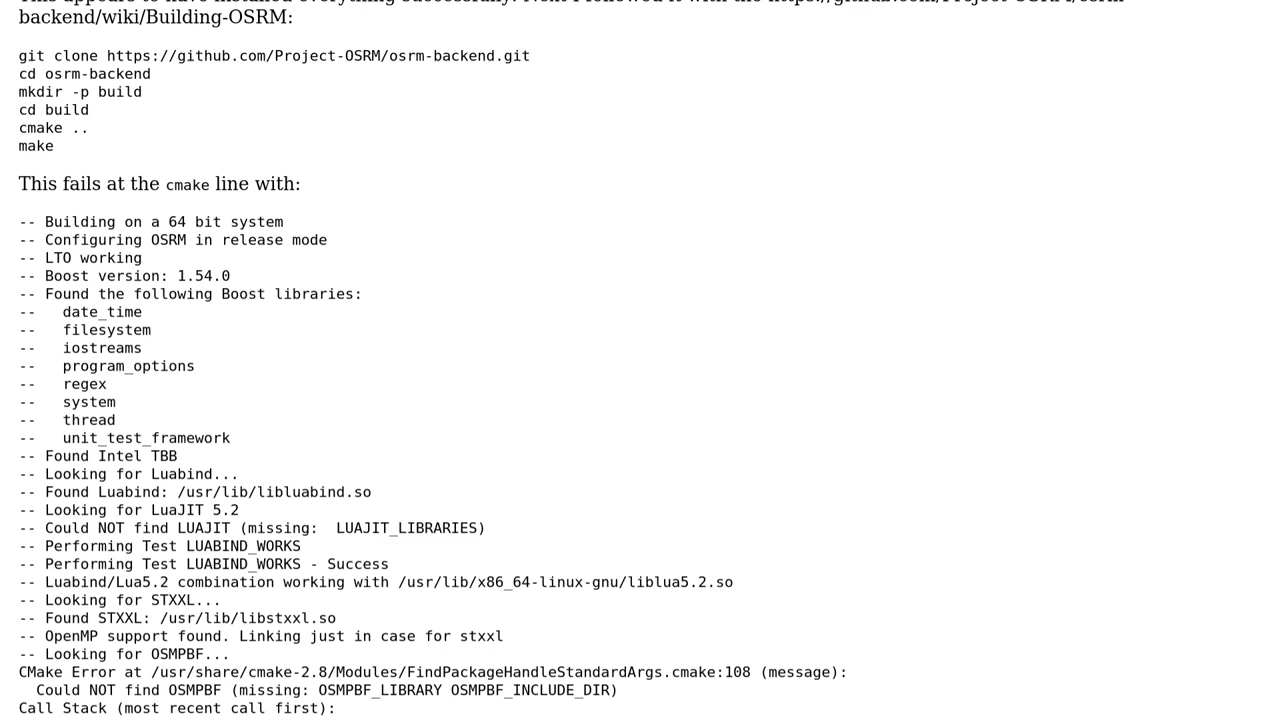 backend/wiki/Building-OSRM:
git clone https://github.com/Project-OSRM/osrm-backend.git
cd osrm-backend
mkdir -p build
cd build
cmake ..
make
This fails at the cmake line with:
-- Building on a 64 bit system
-- Configuring OSRM in release mode
-- LTO working
-- Boost version: 1.54.0
-- Found the following Boost libraries:
--   date_time
--   filesystem
--   iostreams
--   program_options
--   regex
--   system
--   thread
--   unit_test_framework
-- Found Intel TBB
-- Looking for Luabind...
-- Found Luabind: /usr/lib/libluabind.so
-- Looking for LuaJIT 5.2
-- Could NOT find LUAJIT (missing:  LUAJIT_LIBRARIES)
-- Performing Test LUABIND_WORKS
-- Performing Test LUABIND_WORKS - Success
-- Luabind/Lua5.2 combination working with /usr/lib/x86_64-linux-gnu/liblua5.2.so
-- Looking for STXXL...
-- Found STXXL: /usr/lib/libstxxl.so
-- OpenMP support found. Linking just in case for stxxl
-- Looking for OSMPBF...
CMake Error at /usr/share/cmake-2.8/Modules/FindPackageHandleStandardArgs.cmake:108 (message):
  Could NOT find OSMPBF (missing: OSMPBF_LIBRARY OSMPBF_INCLUDE_DIR)
Call Stack (most recent call first):